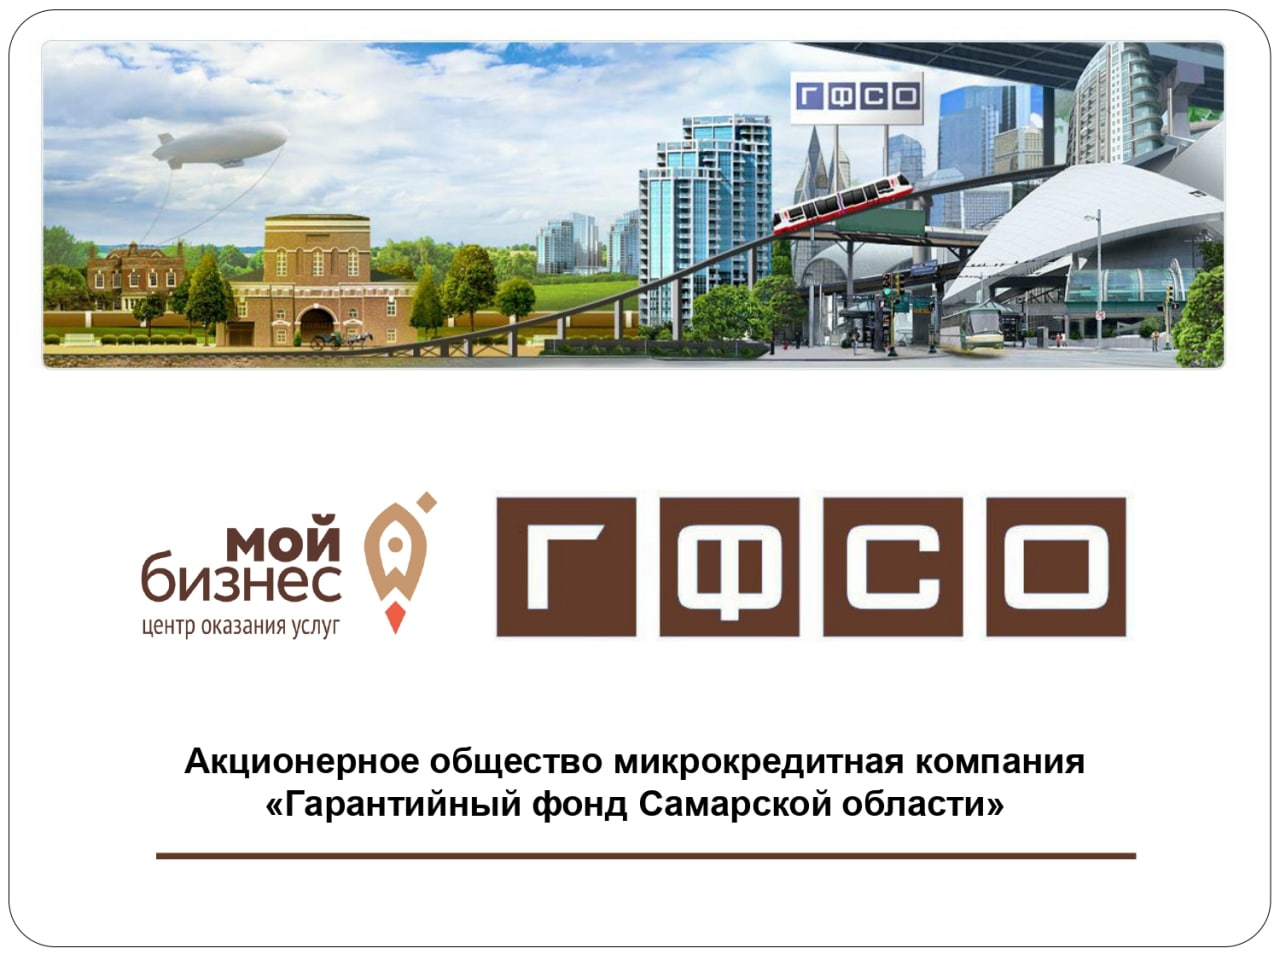 ГФСО
мой
бизнес
центр оказания услуг
ГФСО
Акционерное общество микрокредитная компания
«Гарантийный фонд Самарской области»